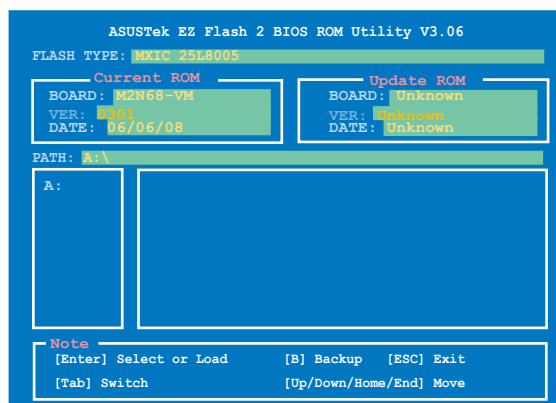 ASUSTek EZ Flash 2 BIOS ROM Utility V3.06
FLASH TYPE: MXIC 25L8005
Current ROM
BOARD: M2N68-VM
VER: 0301
DATE: 06/06/08
Update ROM
BOARD: Unknown
VER: Unknown
DATE: Unknown
PATH: A:\
A:
Note
[Enter] Select or Load [B] Backup [ESC] Exit
[Tab] Switch [Up/Down/Home/End] Move